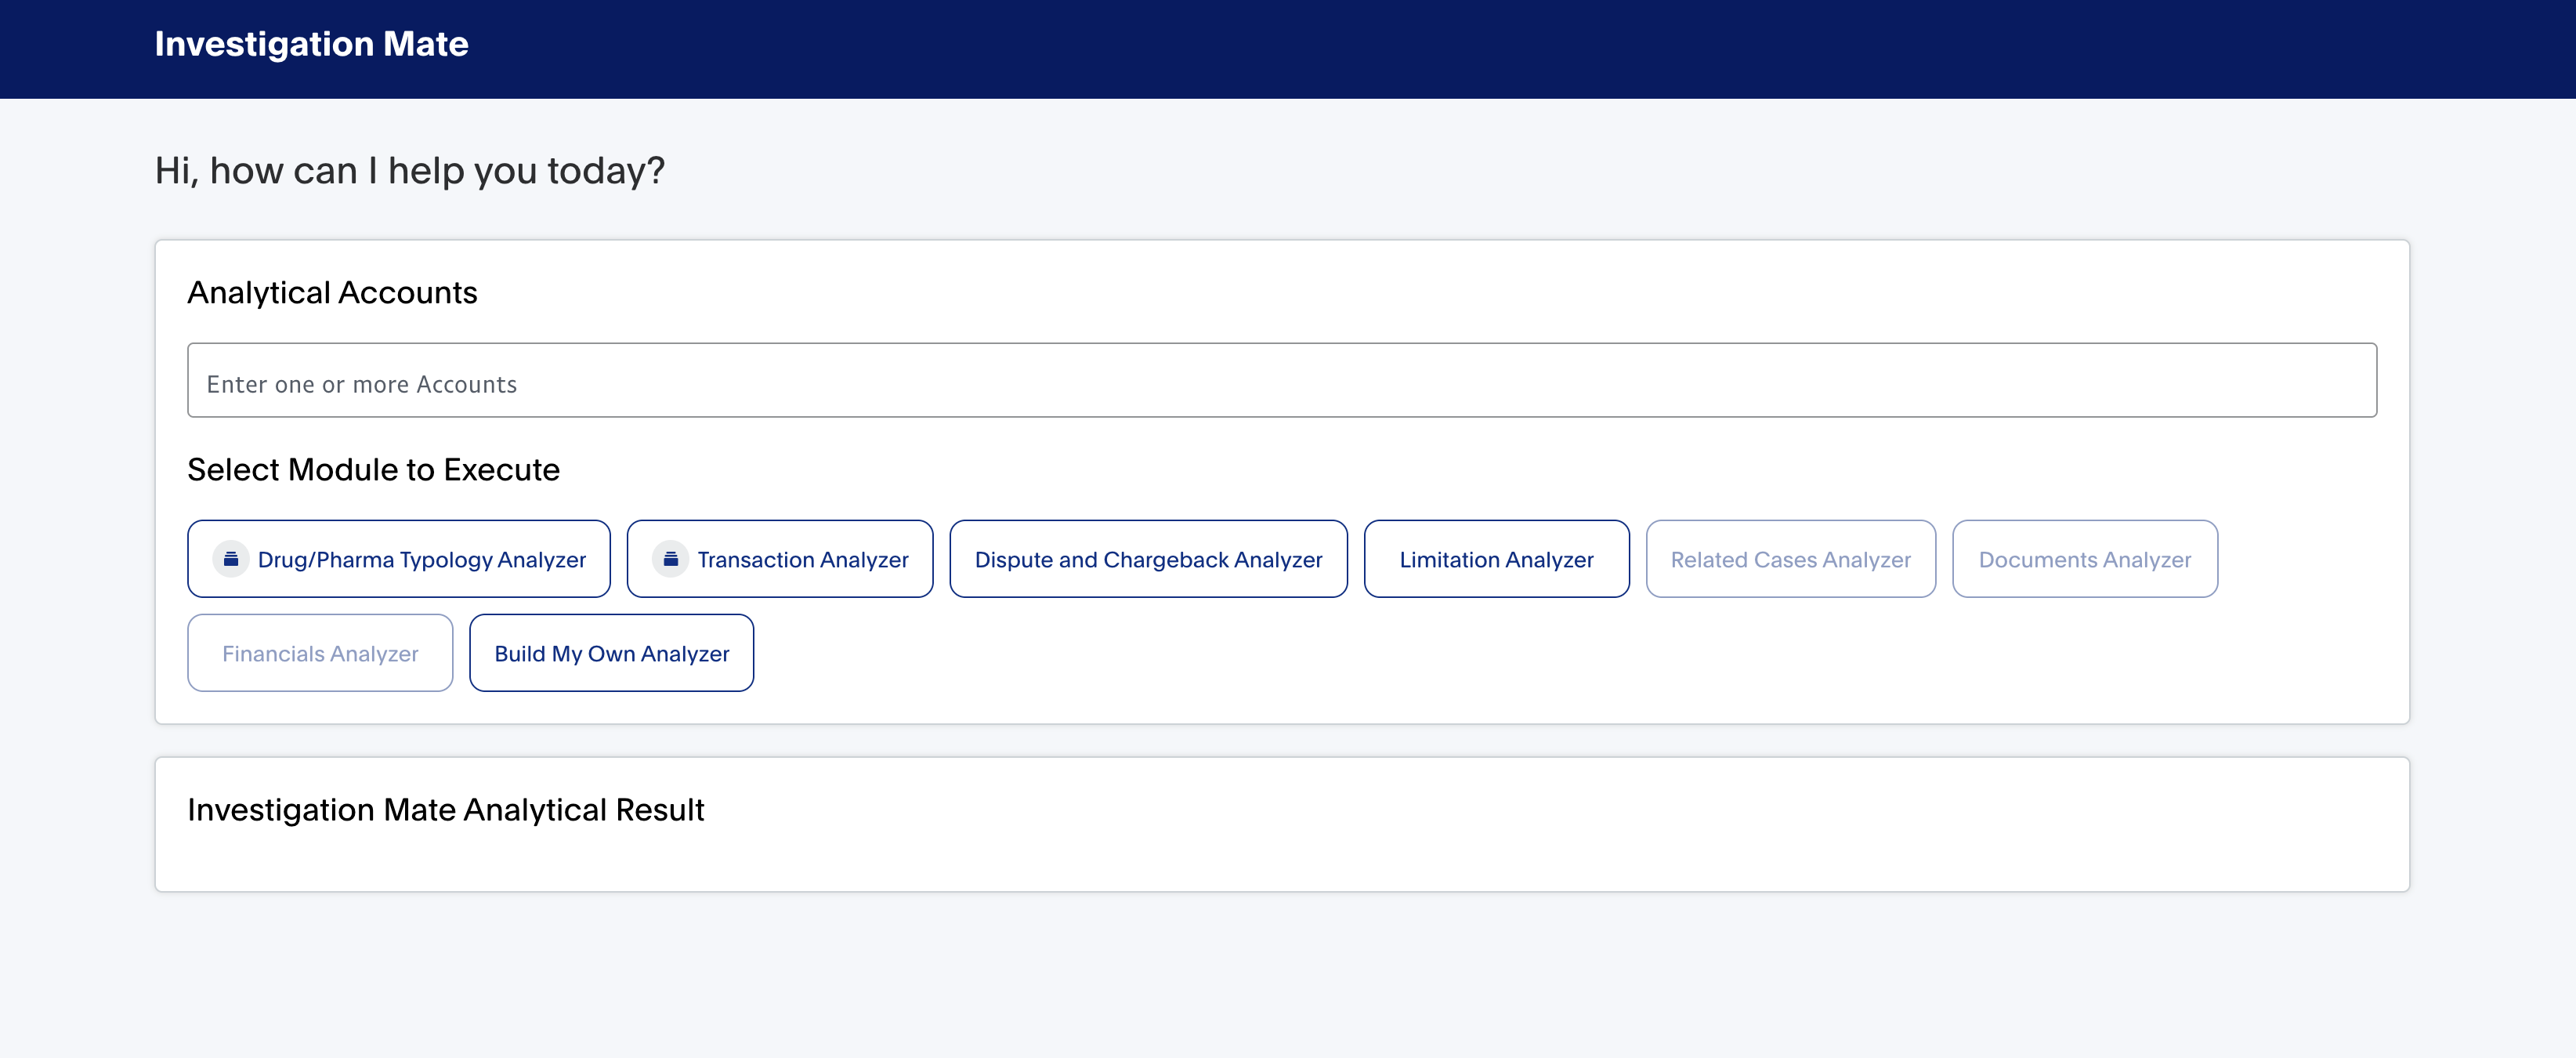 Investigation Mate
Hi, how can I help you today?
Analytical Accounts
Enter one or more Accounts
Select Module to Execute
Drug/Pharma Typology Analyzer
Transaction Analyzer
Dispute and Chargeback Analyzer
Limitation Analyzer
Related Cases Analyzer
Documents Analyzer
Financials Analyzer
Build My Own Analyzer
Investigation Mate Analytical Result